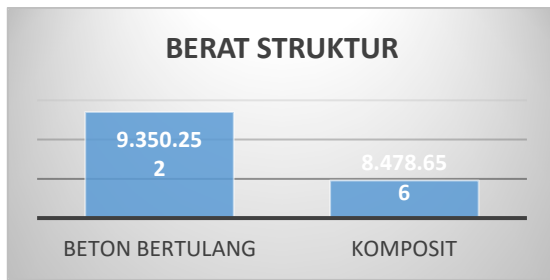 BERAT STRUKTUR
9.350.25
2
8.478.65
6
BETON BERTULANG
KOMPOSIT